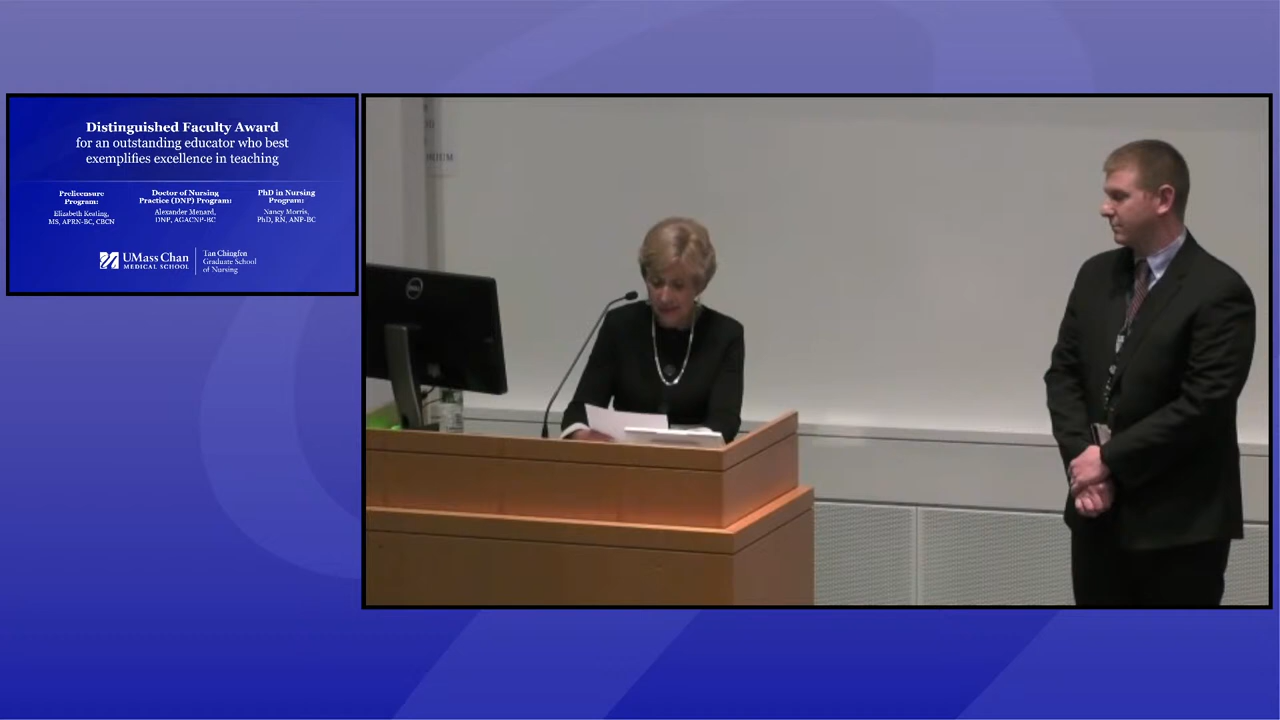 Distinguished Faculty Award
for an outstanding educator who best
exemplifies excellence in teaching
Prelicensure
Program:
Elizabeth Keating,
MS, APRN-BC, CBCN
Doctor of Nursing
Practice (DNP) Program:
Alexander Menard,
DNP, AGACNP-BC
PhD in Nursing
Program:
Nancy Morris,
PhD, RN, ANP-BC
UMass Chan
MEDICAL SCHOOL
Tan Chingfen
Graduate School
of Nursing
DELL